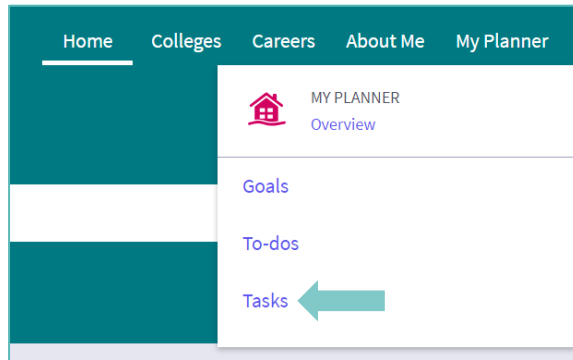 Home Colleges Careers About Me My Planner
MY PLANNER
Overview
Goals
To-dos
Tasks